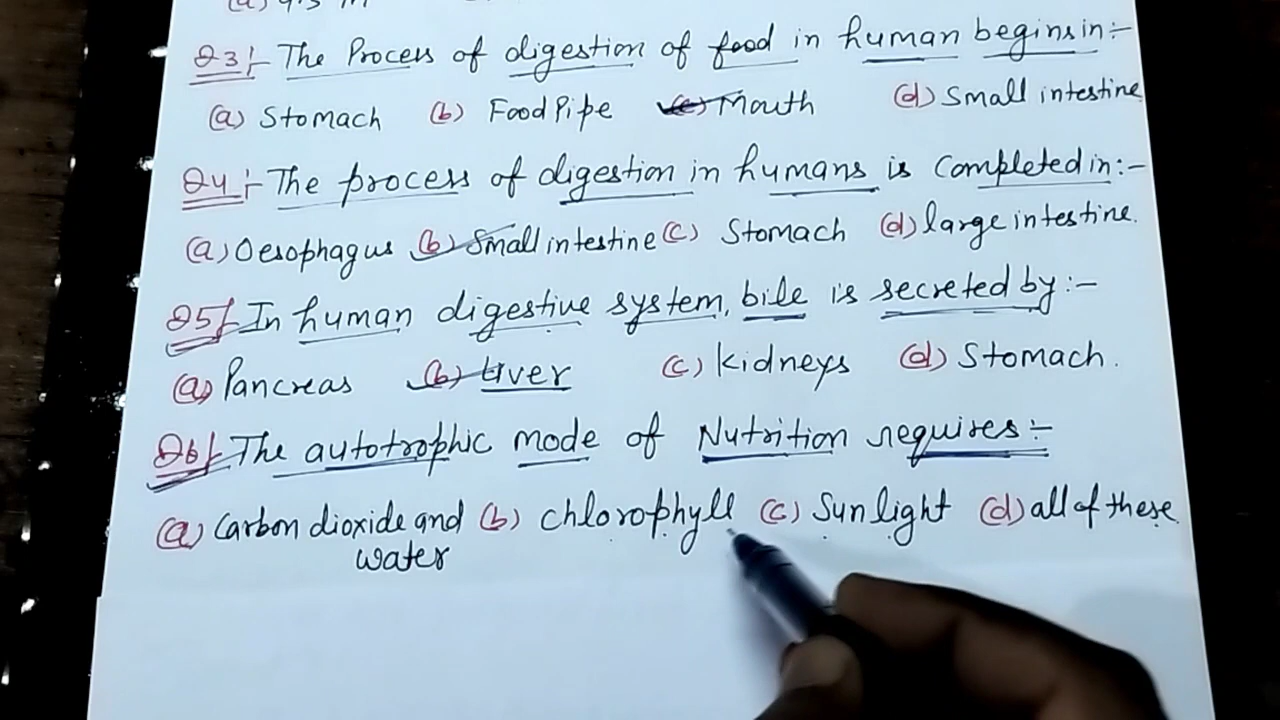 Q3:- The Process of digestion of food in human begins in:-
(a) Stomach (b) Food Pipe (c) Mouth (d) Small intestine
Q4:- The process of digestion in humans is Completed in:-
(a) Oesophagus (b) Small intestine (c) Stomach (d) large intestine.
Q5:- In human digestive system, bile is secreted by:-
(a) Pancreas (b) Liver (c) kidneys (d) Stomach.
Q6:- The autotrophic mode of Nutrition requires:-
(a) Carbon dioxide and (b) chlorophyll (c) Sunlight (d) all of these.
water